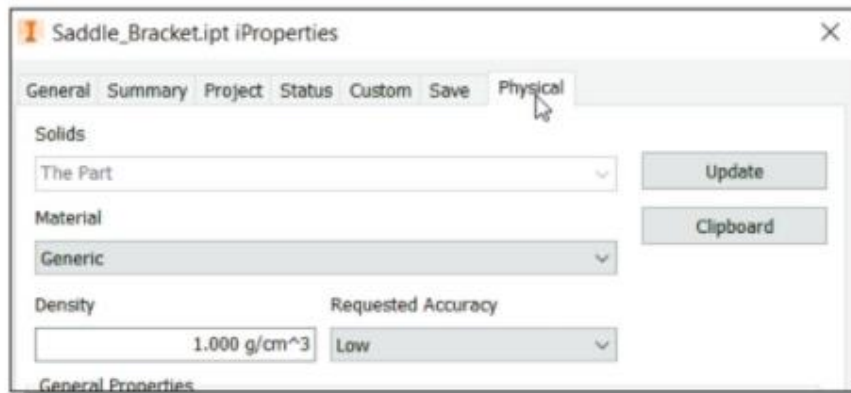 Saddle_Bracket.ipt iProperties
General Summary Project Status Custom Save Physical
Solids
The Part
Update
Material
Clipboard
Generic
Density Requested Accuracy
1.000 g/cm^3 Low
General Properties